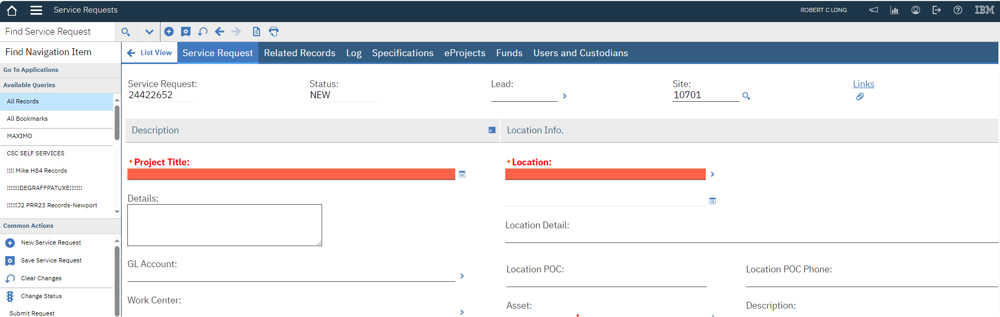 Service Requests
ROBERT C LONG
IBM
Find Service Request
Find Navigation Item
List View
Service Request
Related Records
Log
Specifications
eProjects
Funds
Users and Custodians
Go To Applications
Available Queries
All Records
All Bookmarks
MAXIMO
CSC SELF SERVICES
!!!! Mike H84 Records
!!!!!!!DEGRAFFPATUXE!!!!!!!
!!!!!!J2 PRR23 Records-Newport
Common Actions
New Service Request
Save Service Request
Clear Changes
Change Status
Submit Request
Service Request:
24422652
Status:
NEW
Lead:
Site:
10701
Links
Description
Location Info.
Project Title:
Location:
Details:
Location Detail:
GL Account:
Location POC:
Location POC Phone:
Work Center:
Asset:
Description: